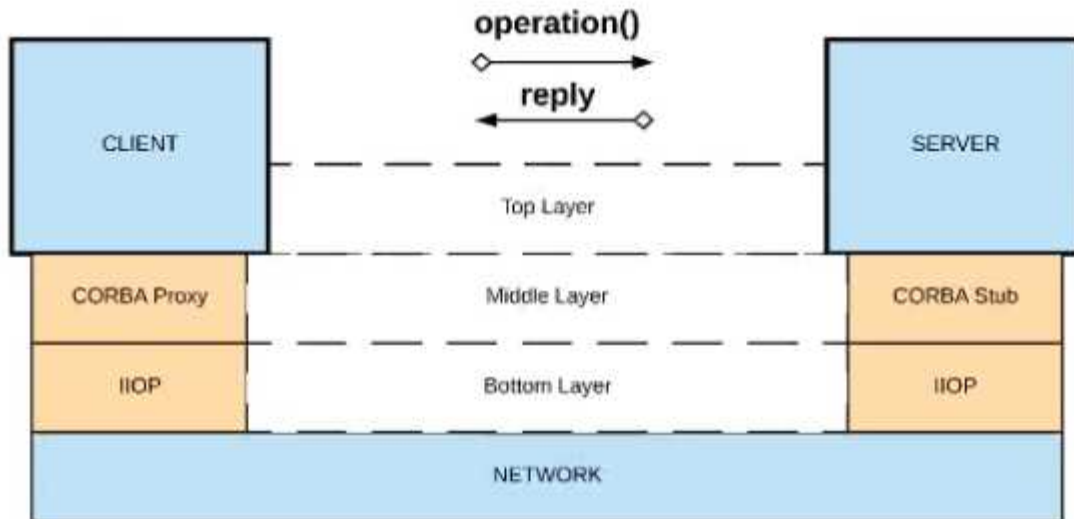 operation()
reply
CLIENT
SERVER
Top Layer
CORBA Proxy
Middle Layer
CORBA Stub
IIOP
Bottom Layer
IIOP
NETWORK